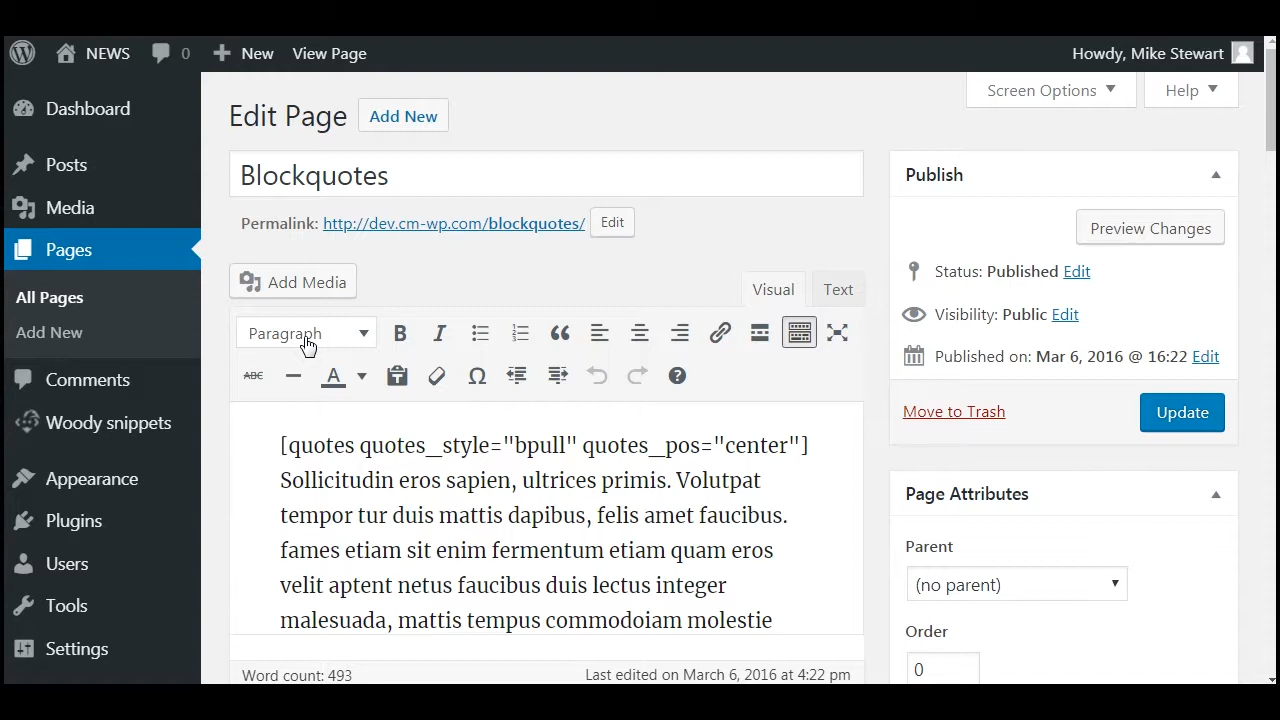 NEWS 0 New View Page Howdy, Mike Stewart
Screen Options Help
Dashboard
Posts
Media
Pages
All Pages
Add New
Comments
Woody snippets
Appearance
Plugins
Users
Tools
Settings
Edit Page Add New
Blockquotes
Permalink: http://dev.cm-wp.com/blockquotes/ Edit
Add Media
Visual Text
Paragraph B I
ABC A Ω ?
[quotes quotes_style="bpull" quotes_pos="center"]
Sollicitudin eros sapien, ultrices primis. Volutpat
tempor tur duis mattis dapibus, felis amet faucibus.
fames etiam sit enim fermentum etiam quam eros
velit aptent netus faucibus duis lectus integer
malesuada, mattis tempus commodoiam molestie
Word count: 493 Last edited on March 6, 2016 at 4:22 pm
Publish
Preview Changes
Status: Published Edit
Visibility: Public Edit
Published on: Mar 6, 2016 @ 16:22 Edit
Move to Trash Update
Page Attributes
Parent
(no parent)
Order
0